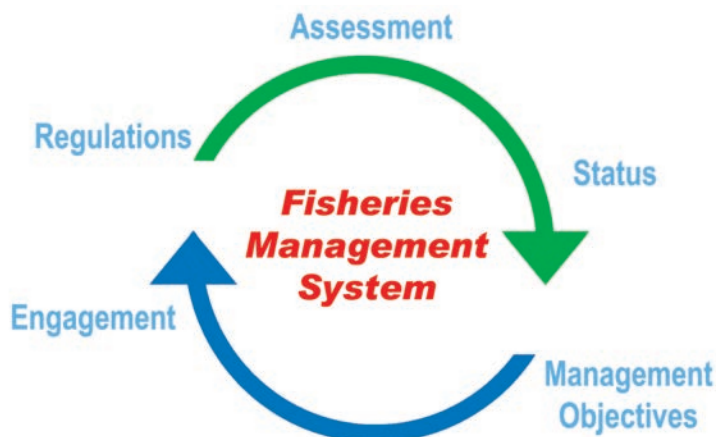 Assessment
Regulations
Status
Fisheries
Management
System
Engagement
Management
Objectives